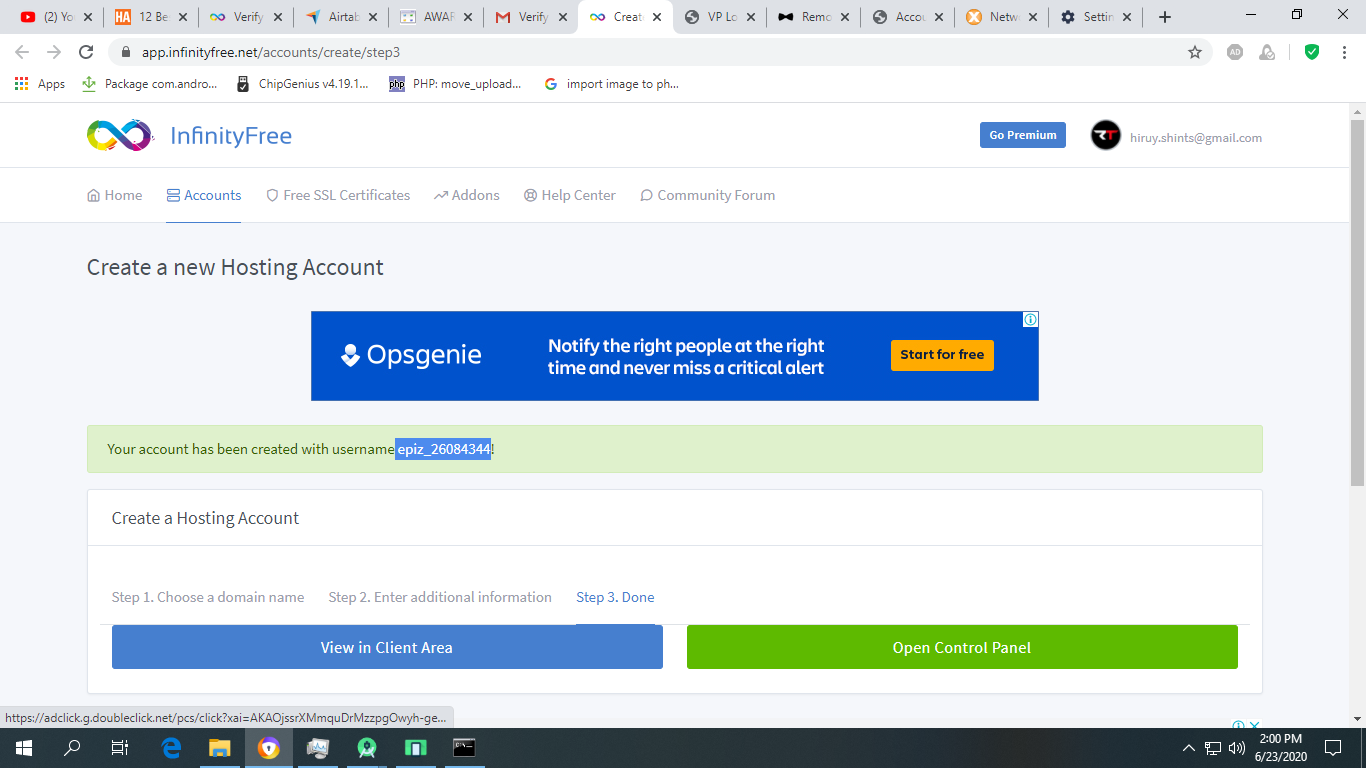 (2) Yo
12 Be
Verify
Airtab
AWAR
Verify
Creat
VP Lo
Remo
Accou
Netw
Settin
app.infinityfree.net/accounts/create/step3
AD
Apps
Package com.andro...
ChipGenius v4.19.1...
PHP: move_upload...
import image to ph...
InfinityFree
Go Premium
RT
hiruy.shints@gmail.com
Home
Accounts
Free SSL Certificates
Addons
Help Center
Community Forum
Create a new Hosting Account
Opsgenie
Notify the right people at the right
time and never miss a critical alert
Start for free
Your account has been created with username epiz_26084344!
Create a Hosting Account
Step 1. Choose a domain name
Step 2. Enter additional information
Step 3. Done
View in Client Area
Open Control Panel
https://adclick.g.doubleclick.net/pcs/click?xai=AKAOjssrXMmquDrMzzpgOwyh-ge...
2:00 PM
6/23/2020